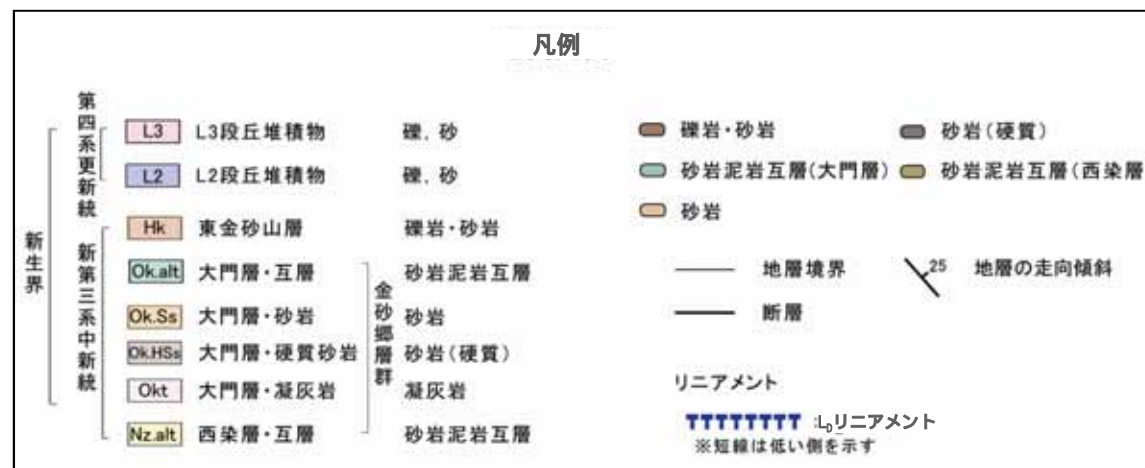 凡例
新生界
第四系更新統
L3 L3段丘堆積物 礫,砂
L2 L2段丘堆積物 礫,砂
新第三系中新統
Hk 東金砂山層 礫岩・砂岩
Ok.alt 大門層・互層 砂岩泥岩互層
Ok.Ss 大門層・砂岩 砂岩
Ok.HSs 大門層・硬質砂岩 砂岩(硬質)
Okt 大門層・凝灰岩 凝灰岩
Nz.alt 西染層・互層 砂岩泥岩互層
金砂郷層群
礫岩・砂岩 砂岩(硬質)
砂岩泥岩互層(大門層) 砂岩泥岩互層(西染層
砂岩
地層境界 25 地層の走向傾斜
断層
リニアメント
:LDリニアメント
※短線は低い側を示す